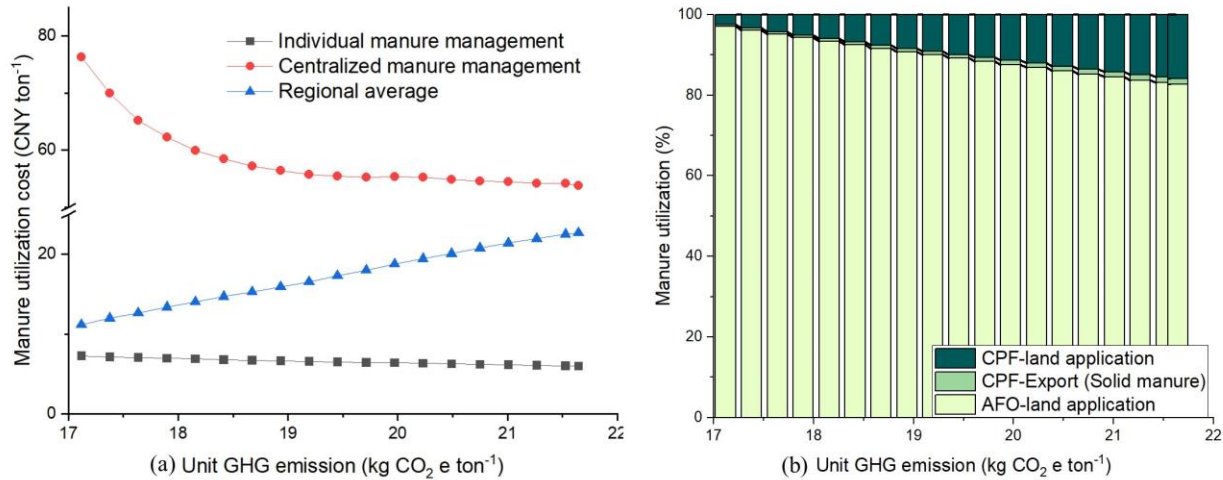 Manure utilization cost (CNY ton⁻¹)
80
60
20
0
Individual manure management
Centralized manure management
Regional average
17 18 19 20 21 22
(a) Unit GHG emission (kg CO₂ e ton⁻¹)
Manure utilization (%)
100
80
60
40
20
0
CPF-land application
CPF-Export (Solid manure)
AFO-land application
17 18 19 20 21 22
(b) Unit GHG emission (kg CO₂ e ton⁻¹)